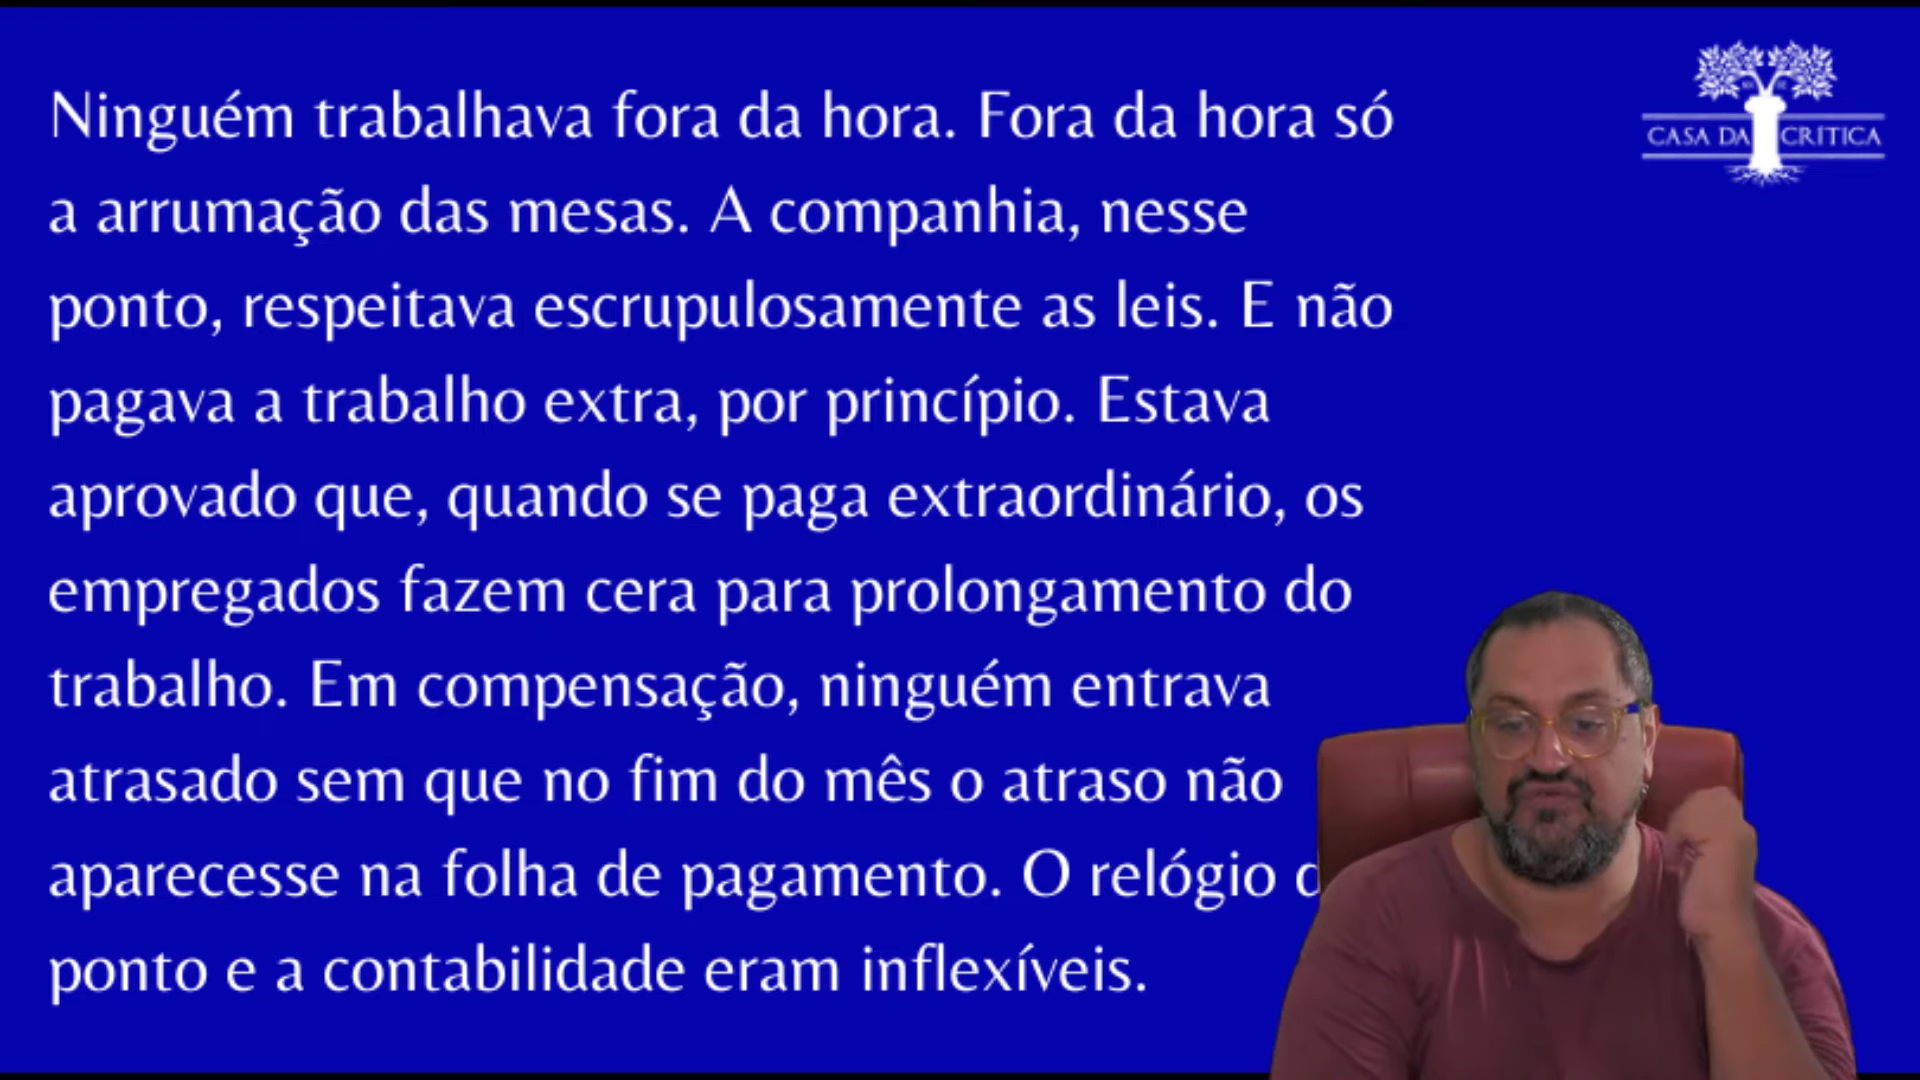 Ninguém trabalhava fora da hora. Fora da hora só
a arrumação das mesas. A companhia, nesse
ponto, respeitava escrupulosamente as leis. E não
pagava a trabalho extra, por princípio. Estava
aprovado que, quando se paga extraordinário, os
empregados fazem cera para prolongamento do
trabalho. Em compensação, ninguém entrava
atrasado sem que no fim do mês o atraso não
aparecesse na folha de pagamento. O relógio
ponto e a contabilidade eram inflexíveis.
CASA DA CRÍTICA